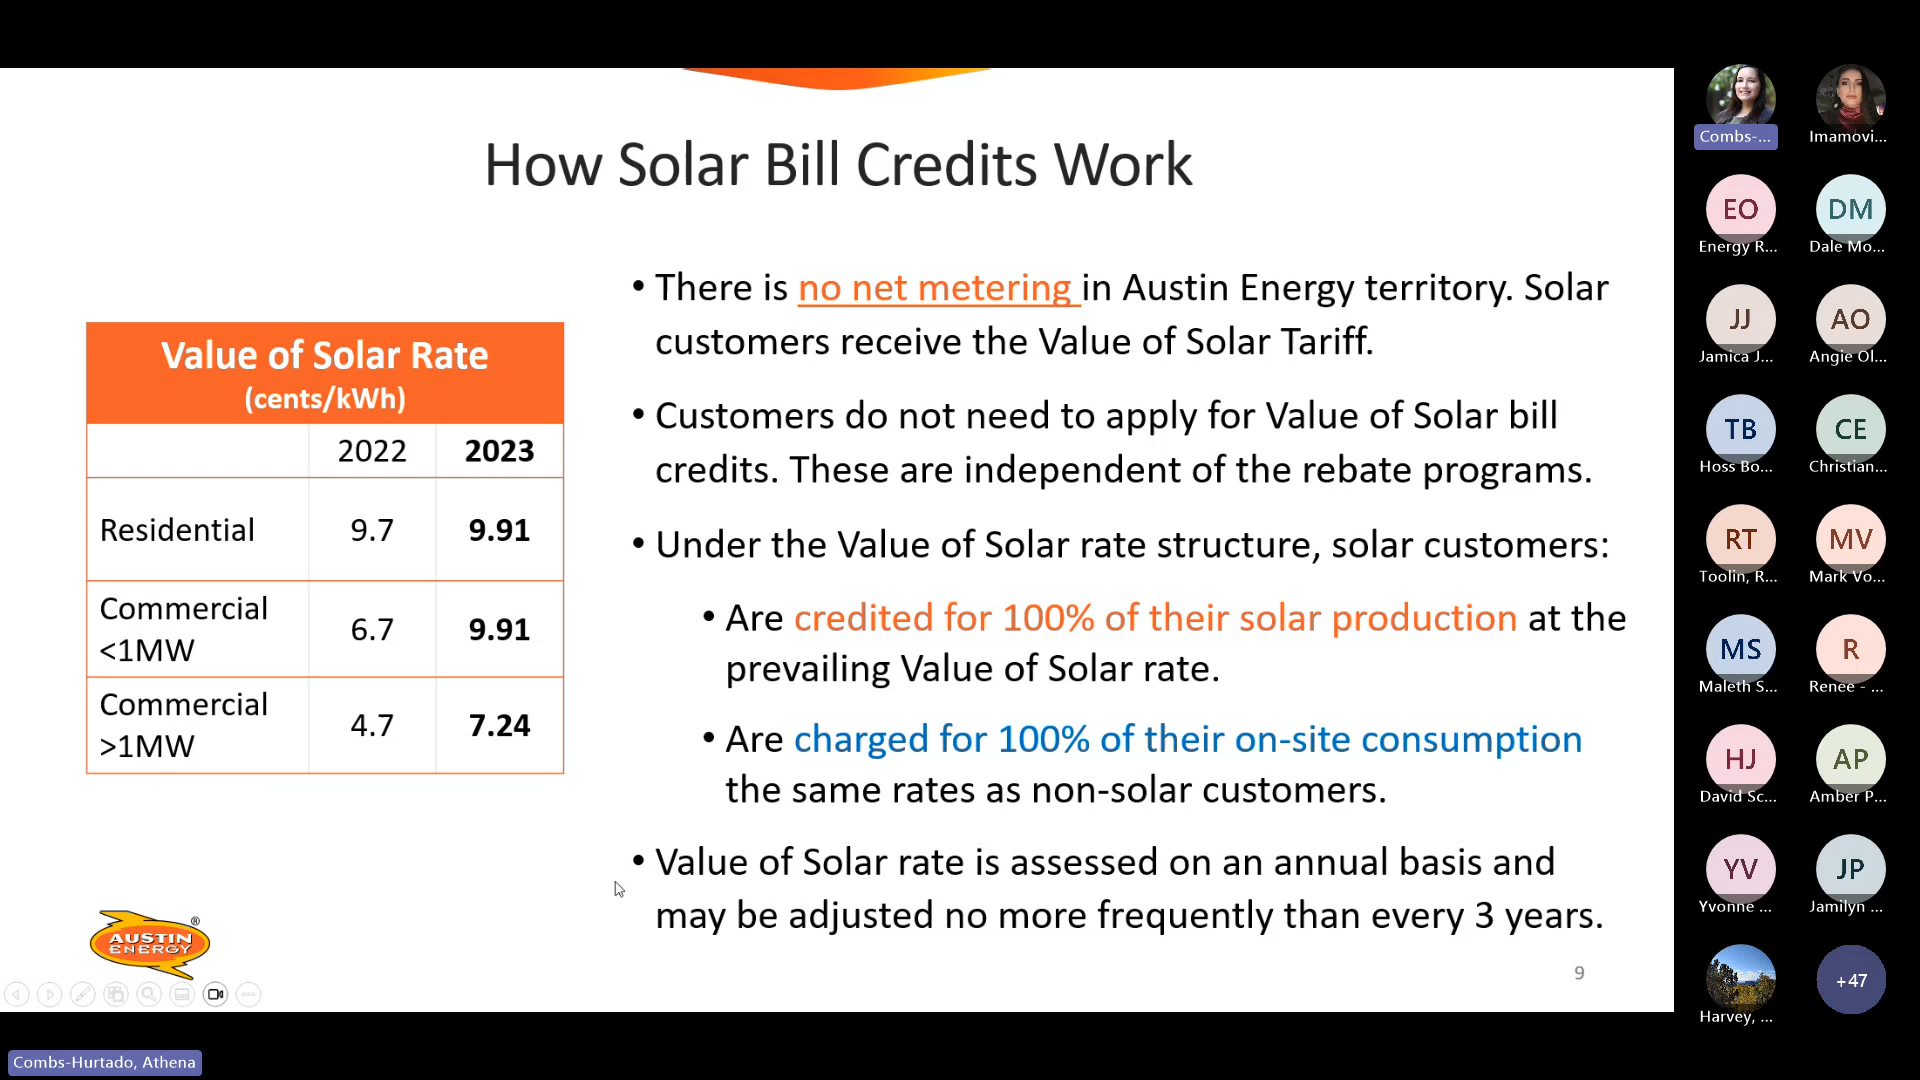 How Solar Bill Credits Work
Value of Solar Rate
(cents/kWh)
2022 2023
Residential 9.7 9.91
Commercial <1MW 6.7 9.91
Commercial >1MW 4.7 7.24
• There is no net metering in Austin Energy territory. Solar
customers receive the Value of Solar Tariff.
• Customers do not need to apply for Value of Solar bill
credits. These are independent of the rebate programs.
• Under the Value of Solar rate structure, solar customers:
• Are credited for 100% of their solar production at the
prevailing Value of Solar rate.
• Are charged for 100% of their on-site consumption
the same rates as non-solar customers.
• Value of Solar rate is assessed on an annual basis and
may be adjusted no more frequently than every 3 years.
AUSTIN
ENERGY
®
9
Combs-Hurtado, Athena
Combs-...
Imamovi...
EO
Energy R...
DM
Dale Mo...
JJ
Jamica J...
AO
Angie Ol...
TB
Hoss Bo...
CE
Christian...
RT
Toolin, R...
MV
Mark Vo...
MS
Maleth S...
R
Renee - ...
HJ
David Sc...
AP
Amber P...
YV
Yvonne ...
JP
Jamilyn ...
Harvey, ...
+47